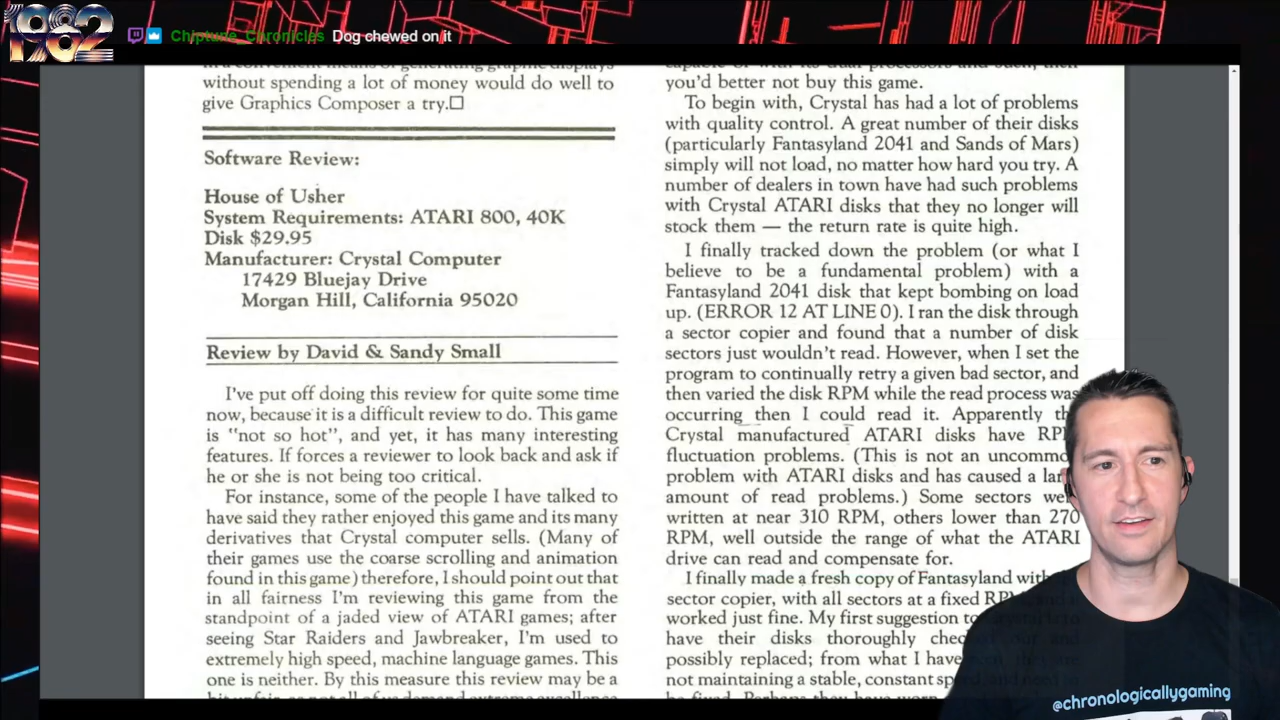 1982
Chiptune_Chronicles Dog chewed on it
in a convenient means of generating graphic displays
without spending a lot of money would do well to
give Graphics Composer a try.□
Software Review:
House of Usher
System Requirements: ATARI 800, 40K
Disk $29.95
Manufacturer: Crystal Computer
17429 Bluejay Drive
Morgan Hill, California 95020
Review by David & Sandy Small
I've put off doing this review for quite some time
now, because it is a difficult review to do. This game
is "not so hot", and yet, it has many interesting
features. If forces a reviewer to look back and ask if
he or she is not being too critical.
For instance, some of the people I have talked to
have said they rather enjoyed this game and its many
derivatives that Crystal computer sells. (Many of
their games use the coarse scrolling and animation
found in this game) therefore, I should point out that
in all fairness I'm reviewing this game from the
standpoint of a jaded view of ATARI games; after
seeing Star Raiders and Jawbreaker, I'm used to
extremely high speed, machine language games. This
one is neither. By this measure this review may be a
capable of with its dual processors and such, then
you'd better not buy this game.
To begin with, Crystal has had a lot of problems
with quality control. A great number of their disks
(particularly Fantasyland 2041 and Sands of Mars)
simply will not load, no matter how hard you try. A
number of dealers in town have had such problems
with Crystal ATARI disks that they no longer will
stock them — the return rate is quite high.
I finally tracked down the problem (or what I
believe to be a fundamental problem) with a
Fantasyland 2041 disk that kept bombing on load
up. (ERROR 12 AT LINE 0). I ran the disk through
a sector copier and found that a number of disk
sectors just wouldn't read. However, when I set the
program to continually retry a given bad sector, and
then varied the disk RPM while the read process was
occurring then I could read it. Apparently
Crystal manufactured ATARI disks have
fluctuation problems. (This is not an
problem with ATARI disks and has caused a
amount of read problems.) Some sectors
written at near 310 RPM, others lower than 270
RPM, well outside the range of what the ATARI
drive can read and compensate for.
I finally made a fresh copy of Fantasyland
sector copier, with all sectors at a fixed
worked just fine. My first suggestion
have their disks thoroughly
possibly replaced; from what I have
not maintaining a stable, constant
@chronologicallygaming